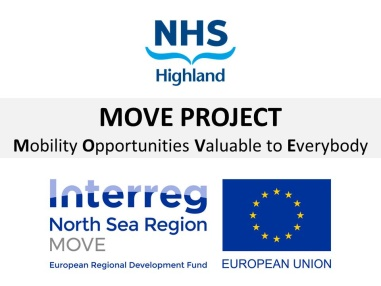 NHS
Highland
MOVE PROJECT
Mobility Opportunities Valuable to Everybody
Interreg
North Sea Region
MOVE
European Regional Development Fund
EUROPEAN UNION